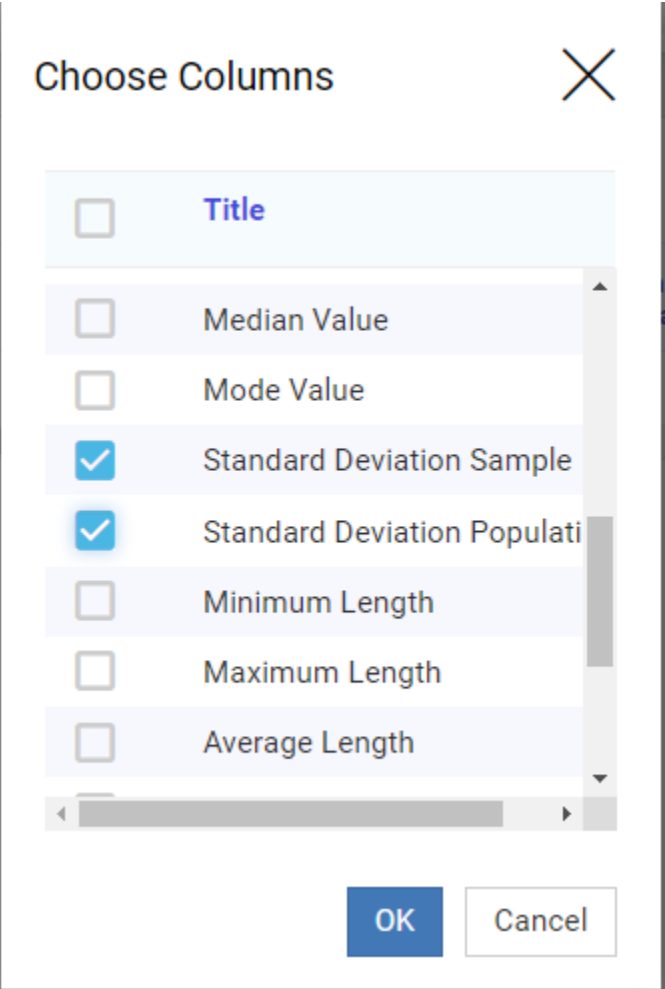 Choose Columns
Title
Median Value
Mode Value
Standard Deviation Sample
Standard Deviation Populati
Minimum Length
Maximum Length
Average Length
OK
Cancel